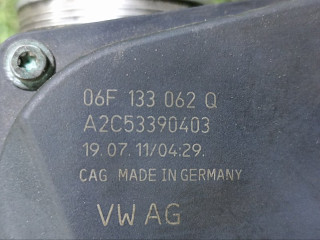 06F 133 062 Q
A2C53390403
19.07.11/04:29.
CAG MADE IN GERMANY
VW AG